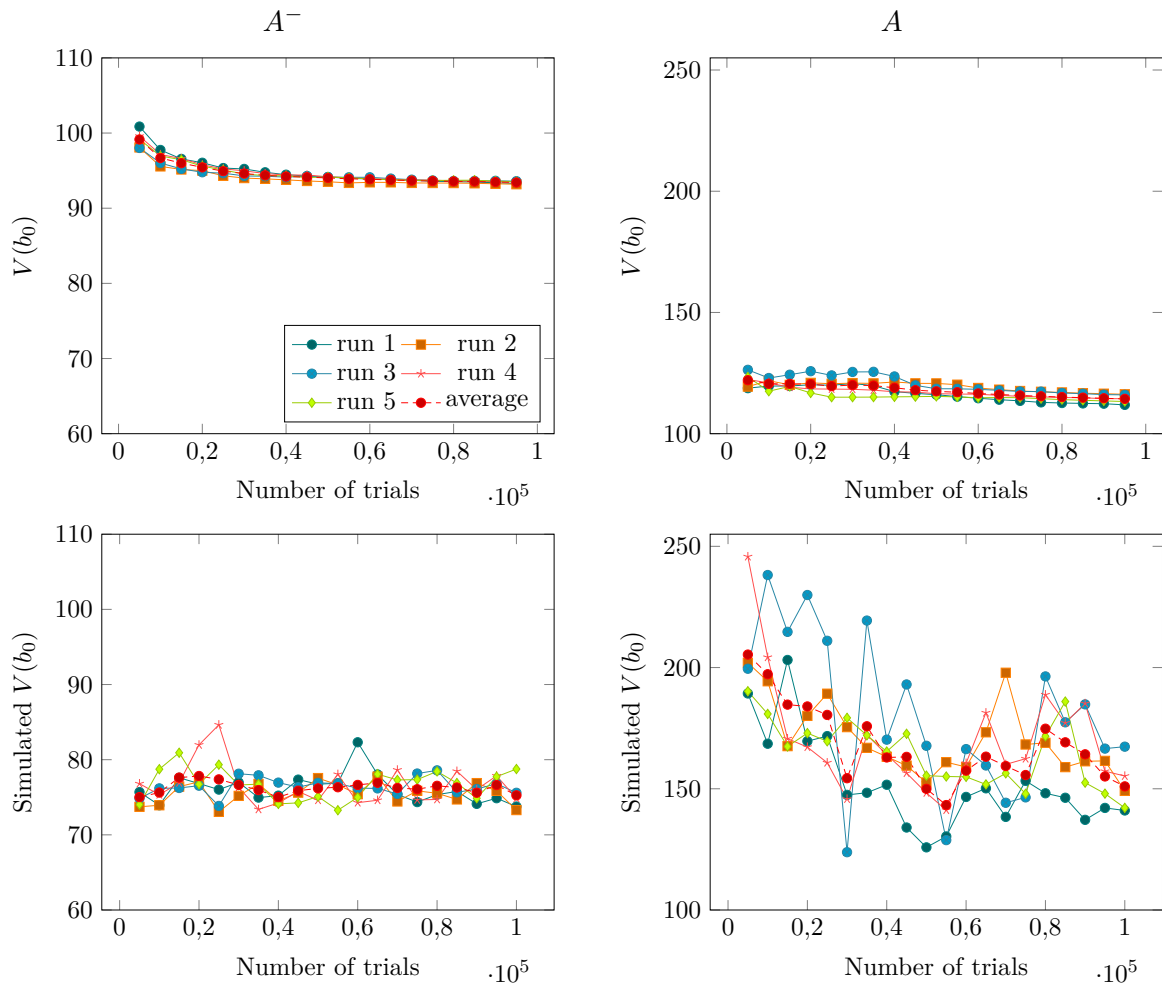 A⁻
A
110
100
90
80
70
60
V(b₀)
0 0,2 0,4 0,6 0,8 1
Number of trials
·10⁵
run 1 run 2
run 3 run 4
run 5 average
250
200
150
100
V(b₀)
0 0,2 0,4 0,6 0,8 1
Number of trials
·10⁵
110
100
90
80
70
60
Simulated V(b₀)
0 0,2 0,4 0,6 0,8 1
Number of trials
·10⁵
250
200
150
100
Simulated V(b₀)
0 0,2 0,4 0,6 0,8 1
Number of trials
·10⁵